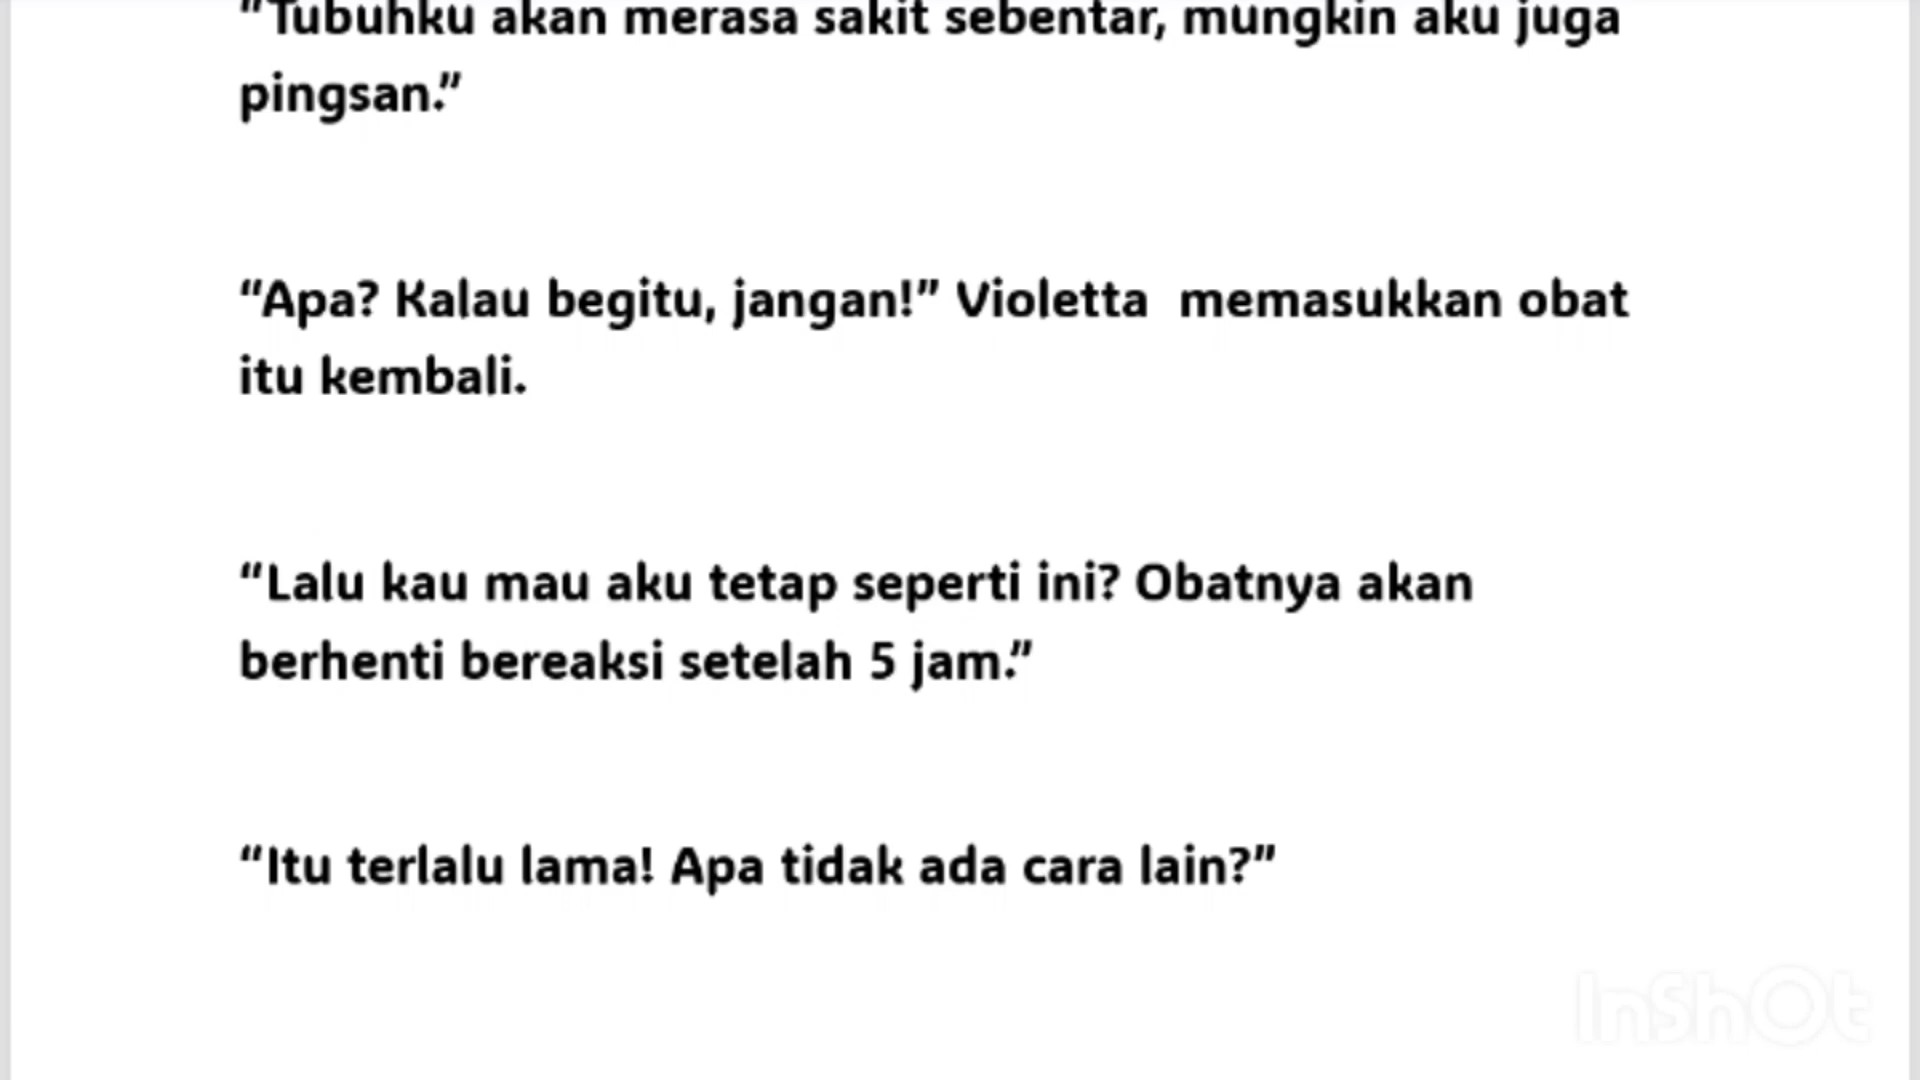 “Tubuhku akan merasa sakit sebentar, mungkin aku juga
pingsan.”
“Apa? Kalau begitu, jangan!” Violetta  memasukkan obat
itu kembali.
“Lalu kau mau aku tetap seperti ini? Obatnya akan
berhenti bereaksi setelah 5 jam.”
“Itu terlalu lama! Apa tidak ada cara lain?”
InShOt